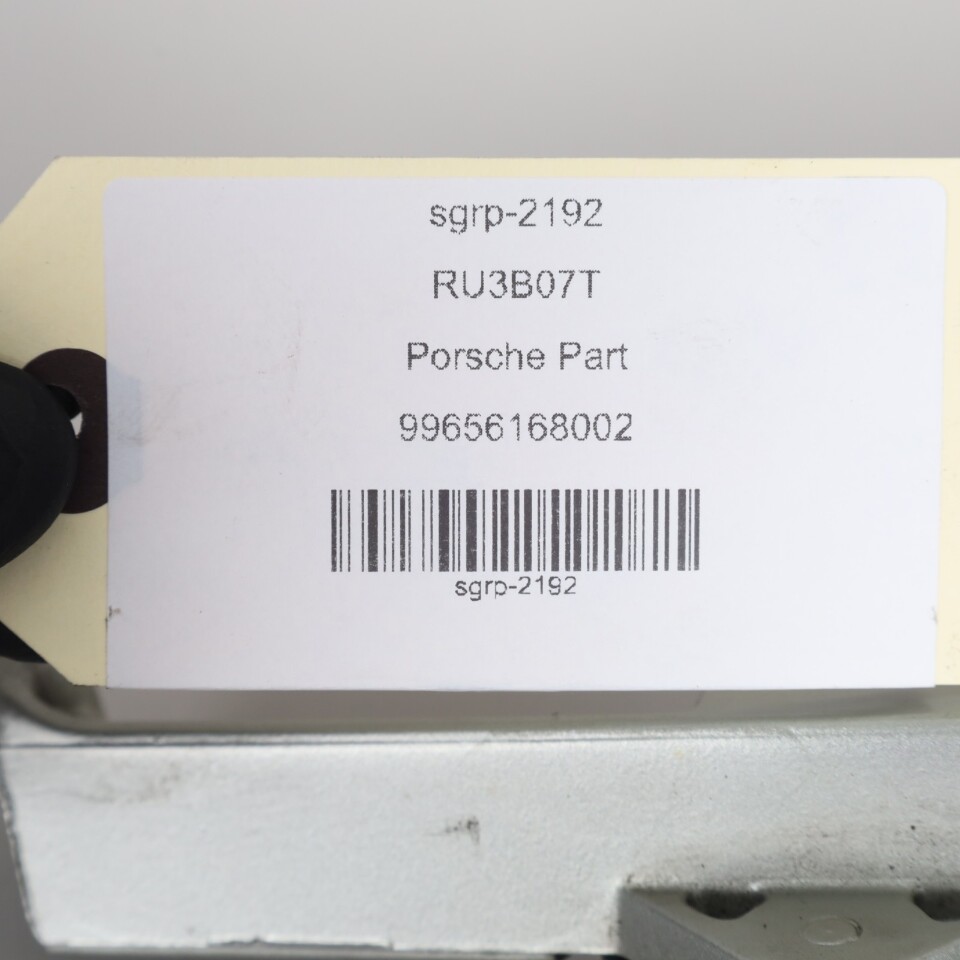 sgrp-2192
RU3B07T
Porsche Part
99656168002
sgrp-2192